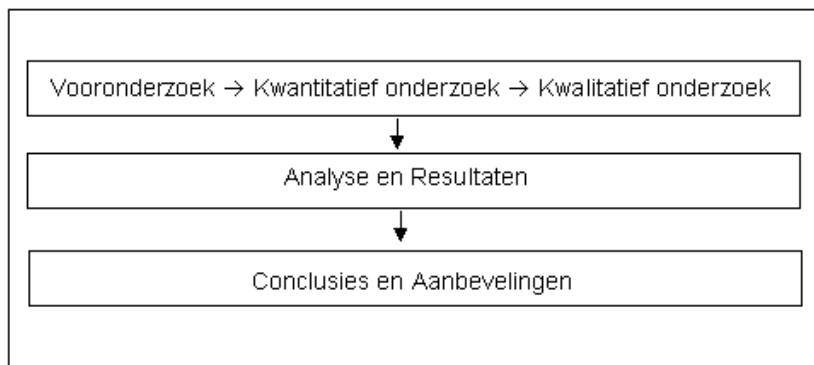 Vooronderzoek → Kwantitatief onderzoek → Kwalitatief onderzoek
Analyse en Resultaten
Conclusies en Aanbevelingen